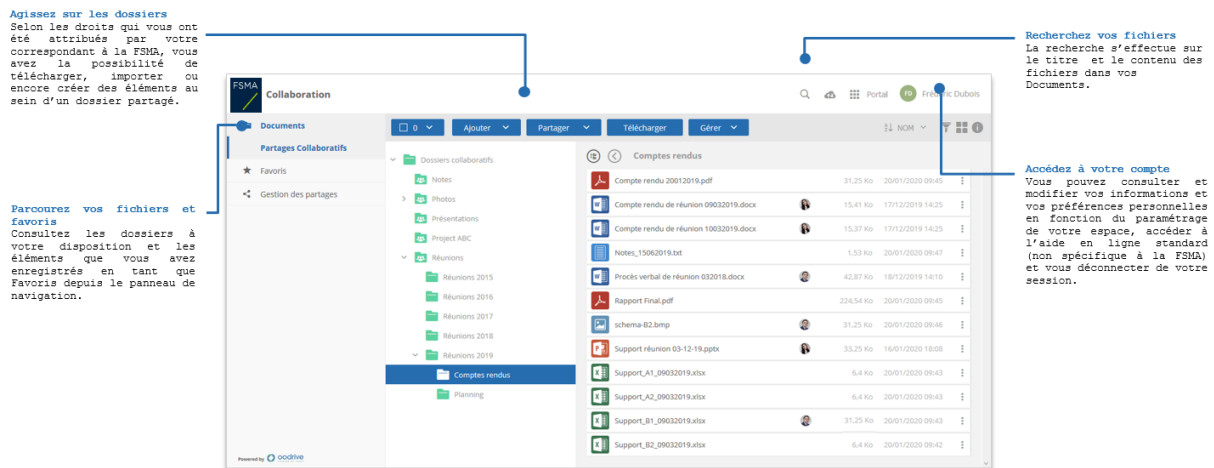 Agissez sur les dossiers
Selon les droits qui vous ont
été attribués par votre
correspondant à la FSMA, vous
avez la possibilité de
télécharger, importer ou
encore créer des éléments au
sein d'un dossier partagé.
Parcourez vos fichiers et
favoris
Consultez les dossiers à
votre disposition et les
éléments que vous avez
enregistrés en tant que
Favoris depuis le panneau de
navigation.
FSMA
Collaboration
Portal
FD
Frédéric Dubois
Documents
Partages Collaboratifs
Favoris
Gestion des partages
Powered by oodrive
0
Ajouter
Partager
Télécharger
Gérer
NOM
Dossiers collaboratifs
Notes
Photos
Présentations
Project ABC
Réunions
Réunions 2015
Réunions 2016
Réunions 2017
Réunions 2018
Réunions 2019
Comptes rendus
Planning
Comptes rendus
Compte rendu 20012019.pdf 31,25 Ko 20/01/2020 09:45
Compte rendu de réunion 09032019.docx 15,41 Ko 17/12/2019 14:25
Compte rendu de réunion 10032019.docx 15,37 Ko 17/12/2019 14:25
Notes_15062019.txt 1,53 Ko 20/01/2020 09:47
Procès verbal de réunion 032018.docx 42,87 Ko 18/12/2019 14:10
Rapport Final.pdf 224,54 Ko 20/01/2020 09:45
schema-B2.bmp 31,25 Ko 20/01/2020 09:46
Support réunion 03-12-19.pptx 33,25 Ko 16/01/2020 18:08
Support_A1_09032019.xlsx 6,4 Ko 20/01/2020 09:43
Support_A2_09032019.xlsx 6,4 Ko 20/01/2020 09:43
Support_B1_09032019.xlsx 31,25 Ko 20/01/2020 09:43
Support_B2_09032019.xlsx 6,4 Ko 20/01/2020 09:42
Recherchez vos fichiers
La recherche s'effectue sur
le titre et le contenu des
fichiers dans vos
Documents.
Accédez à votre compte
Vous pouvez consulter et
modifier vos informations et
vos préférences personnelles
en fonction du paramétrage
de votre espace, accéder à
l'aide en ligne standard
(non spécifique à la FSMA)
et vous déconnecter de votre
session.